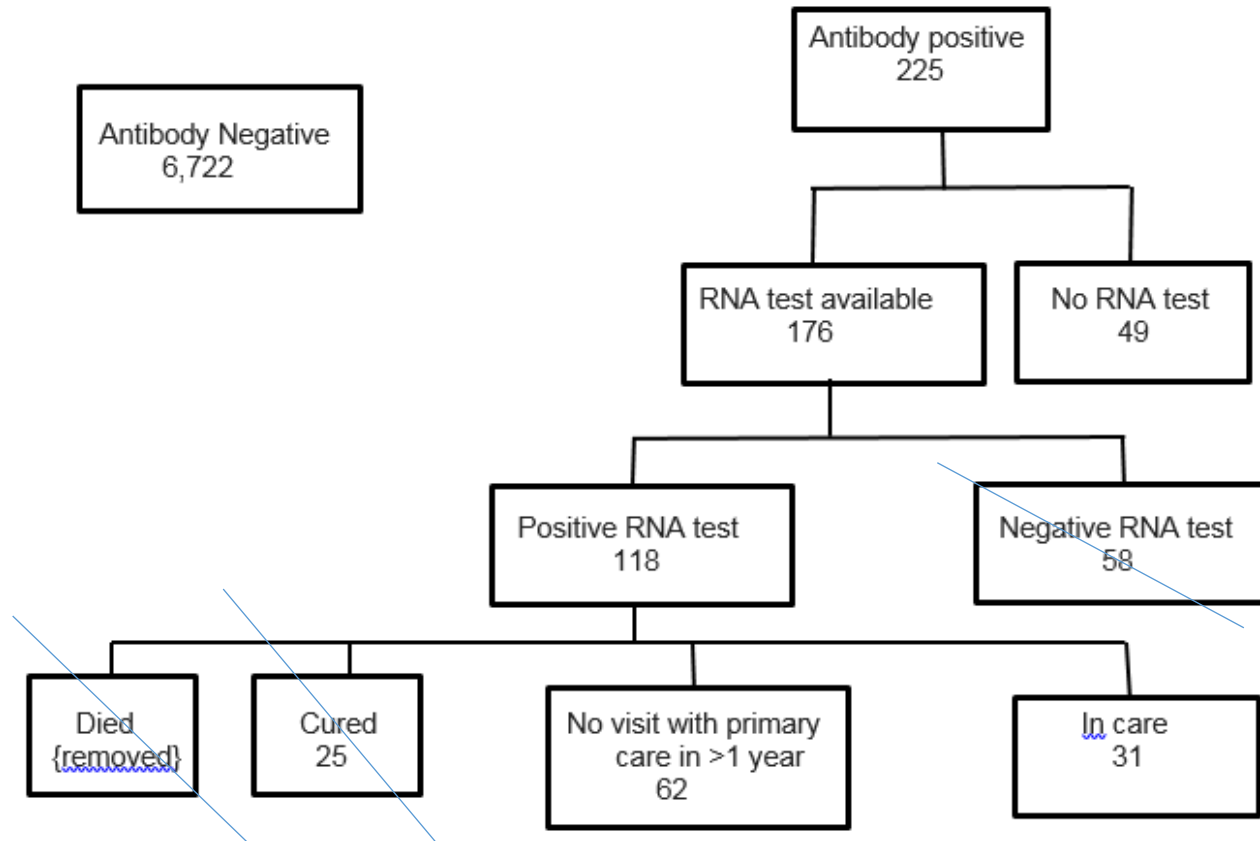 Antibody positive
225
Antibody Negative
6,722
RNA test available
176
No RNA test
49
Positive RNA test
118
Negative RNA test
58
Died
{removed}
Cured
25
No visit with primary
care in >1 year
62
In care
31